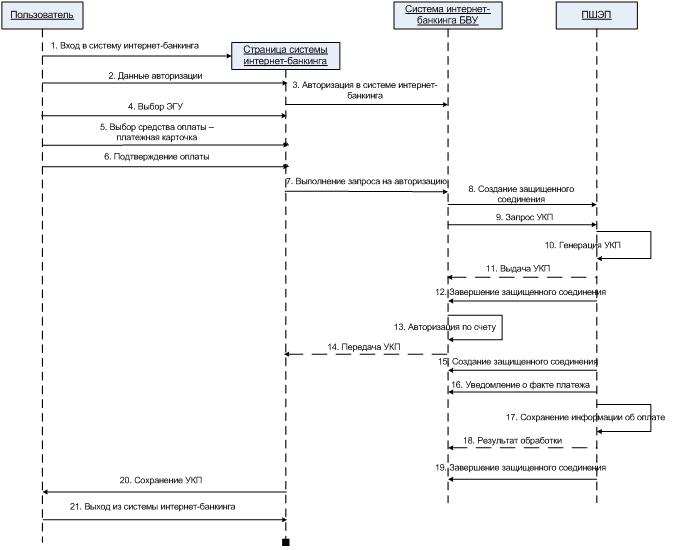 Пользователь
Система интернет-
банкинга БВУ
ПШЭП
1. Вход в систему интернет-банкинга
Страница системы
интернет-банкинга
2. Данные авторизации
3. Авторизация в системе интернет-
банкинга
4. Выбор ЭГУ
5. Выбор средства оплаты –
платежная карточка
6. Подтверждение оплаты
7. Выполнение запроса на авторизацию
8. Создание защищенного
соединения
9. Запрос УКП
10. Генерация УКП
11. Выдача УКП
12. Завершение защищенного соединения
13. Авторизация по счету
14. Передача УКП
15. Создание защищенного соединения
16. Уведомление о факте платежа
17. Сохранение информации об оплате
18. Результат обработки
19. Завершение защищенного соединения
20. Сохранение УКП
21. Выход из системы интернет-банкинга